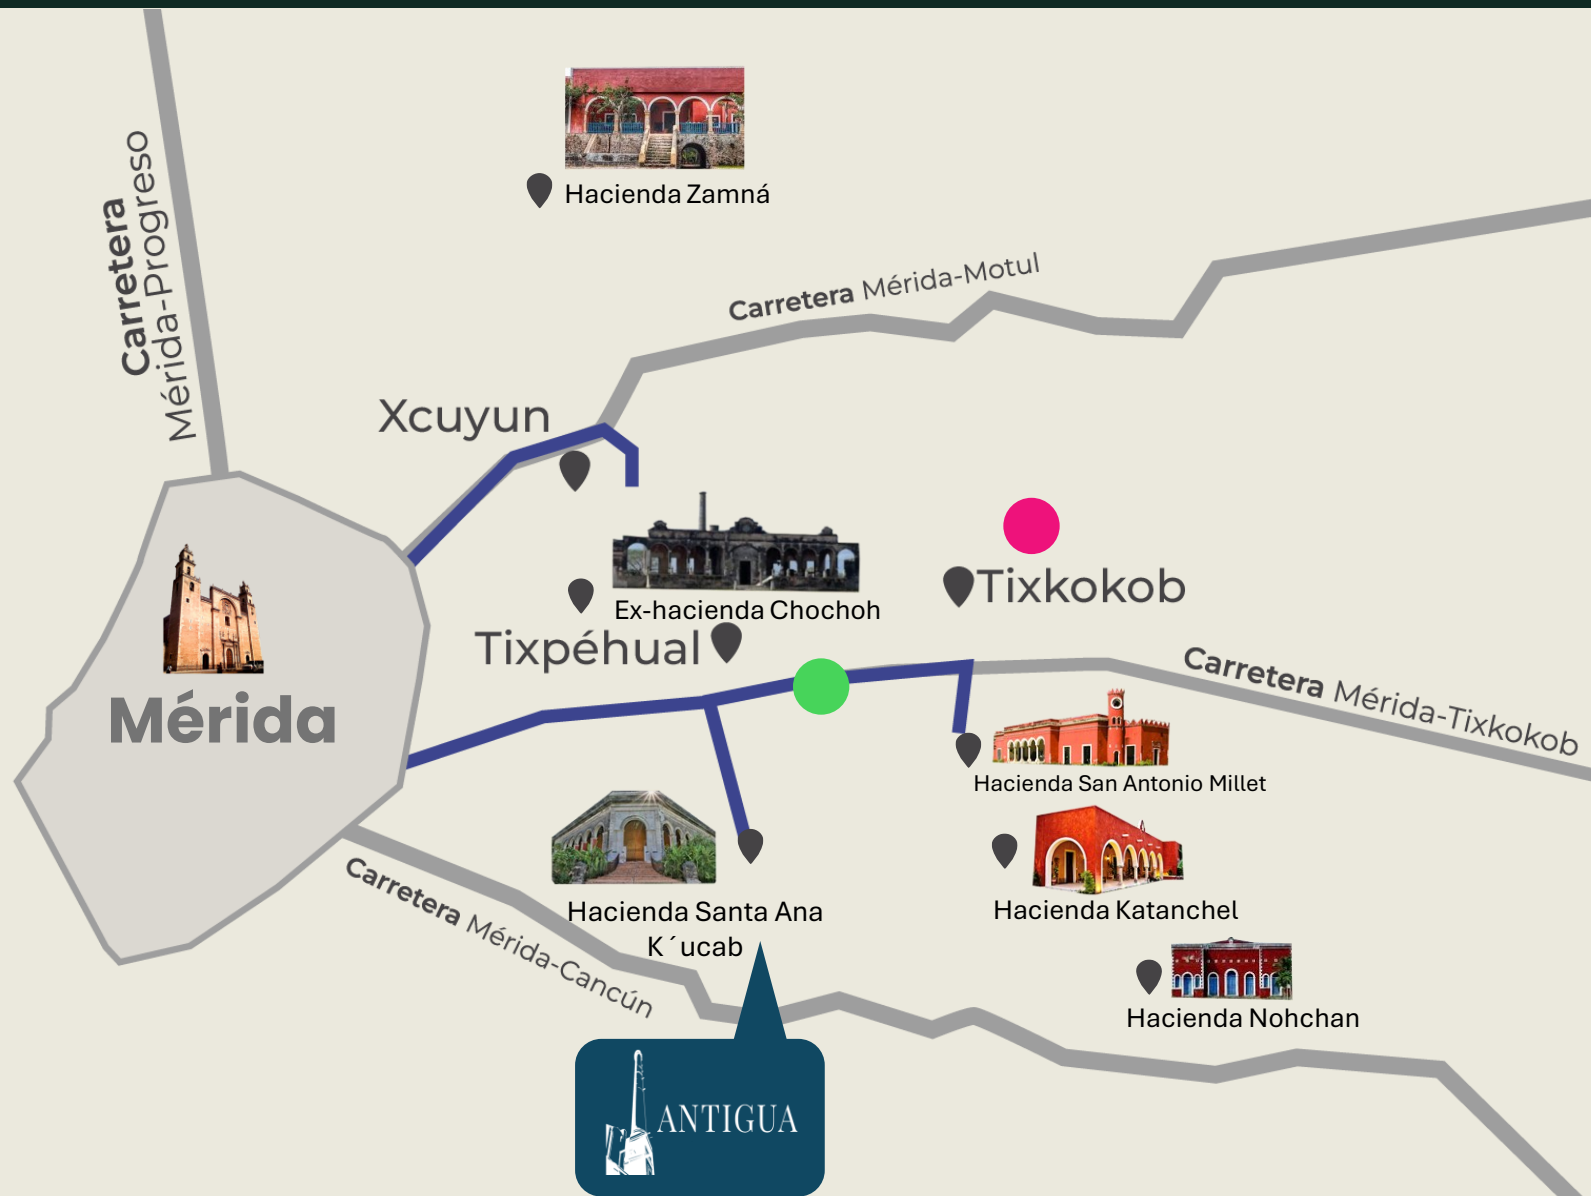 Hacienda Zamná
Carretera
Mérida-Progreso
Carretera Mérida-Motul
Xcuyun
Ex-hacienda Chochoh
Tixkokob
Tixpéhual
Mérida
Carretera Mérida-Tixkokob
Hacienda San Antonio Millet
Carretera Mérida-Cancún
Hacienda Santa Ana
K´ucab
Hacienda Katanchel
Hacienda Nohchan
ANTIGUA